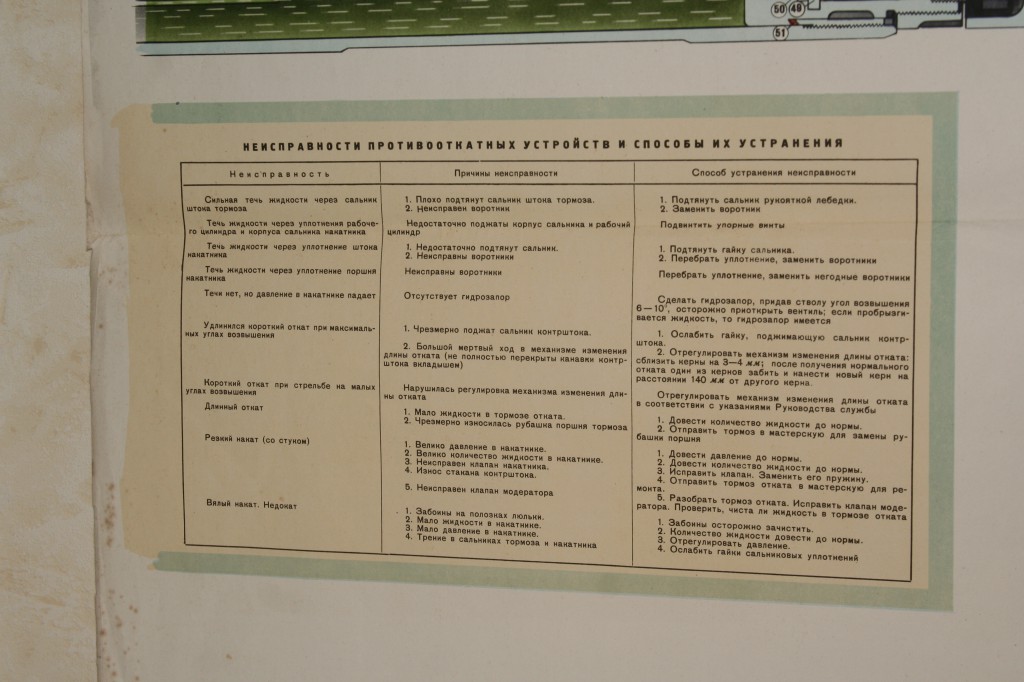 50 49
51
НЕИСПРАВНОСТИ ПРОТИВООТКАТНЫХ УСТРОЙСТВ И СПОСОБЫ ИХ УСТРАНЕНИЯ
Неисправность
Причины неисправности
Способ устранения неисправности
Сильная течь жидкости через сальник
штока тормоза
1. Плохо подтянут сальник штока тормоза.
2. Неисправен воротник
1. Подтянуть сальник рукояткой лебедки.
2. Заменить воротник
Течь жидкости через уплотнения рабоче-
го цилиндра и корпуса сальника накатника
Недостаточно поджаты корпус сальника и рабочий
цилиндр
Подвинтить упорные винты
Течь жидкости через уплотнение штока
накатника
1. Недостаточно подтянут сальник.
2. Неисправны воротники
1. Подтянуть гайку сальника.
2. Перебрать уплотнение, заменить воротники
Течь жидкости через уплотнение поршня
накатника
Неисправны воротники
Перебрать уплотнение, заменить негодные воротники
Течи нет, но давление в накатнике падает
Отсутствует гидрозапор
Сделать гидрозапор, придав стволу угол возвышения
6—10°, осторожно приоткрыть вентиль; если пробрызги-
вается жидкость, то гидрозапор имеется
Удлинился короткий откат при максималь-
ных углах возвышения
1. Чрезмерно поджат сальник контрштока.
2. Большой мертвый ход в механизме изменения
длины отката (не полностью перекрыты канавки контр-
штока вкладышем)
1. Ослабить гайку, поджимающую сальник контр-
штока.
2. Отрегулировать механизм изменения длины отката:
сблизить керны на 3—4 мм; после получения нормального
отката один из кернов забить и нанести новый керн на
расстоянии 140 мм от другого керна
Короткий откат при стрельбе на малых
углах возвышения
Нарушилась регулировка механизма изменения дли-
ны отката
Отрегулировать механизм изменения длины отката
в соответствии с указаниями Руководства службы
Длинный откат
1. Мало жидкости в тормозе отката.
2. Чрезмерно износилась рубашка поршня тормоза
1. Довести количество жидкости до нормы.
2. Отправить тормоз в мастерскую для замены ру-
башки поршня
Резкий накат (со стуком)
1. Велико давление в накатнике.
2. Велико количество жидкости в накатнике.
3. Неисправен клапан накатника.
4. Износ стакана контрштока.
5. Неисправен клапан модератора
1. Довести давление до нормы.
2. Довести количество жидкости до нормы.
3. Исправить клапан. Заменить его пружину.
4. Отправить тормоз отката в мастерскую для ре-
монта.
5. Разобрать тормоз отката. Исправить клапан моде-
ратора. Проверить, чиста ли жидкость в тормозе отката
Вялый накат. Недокат
1. Забоины на полозках люльки.
2. Мало жидкости в накатнике.
3. Мало давление в накатнике.
4. Трение в сальниках тормоза и накатника
1. Забоины осторожно зачистить.
2. Количество жидкости довести до нормы.
3. Отрегулировать давление.
4. Ослабить гайки сальниковых уплотнений